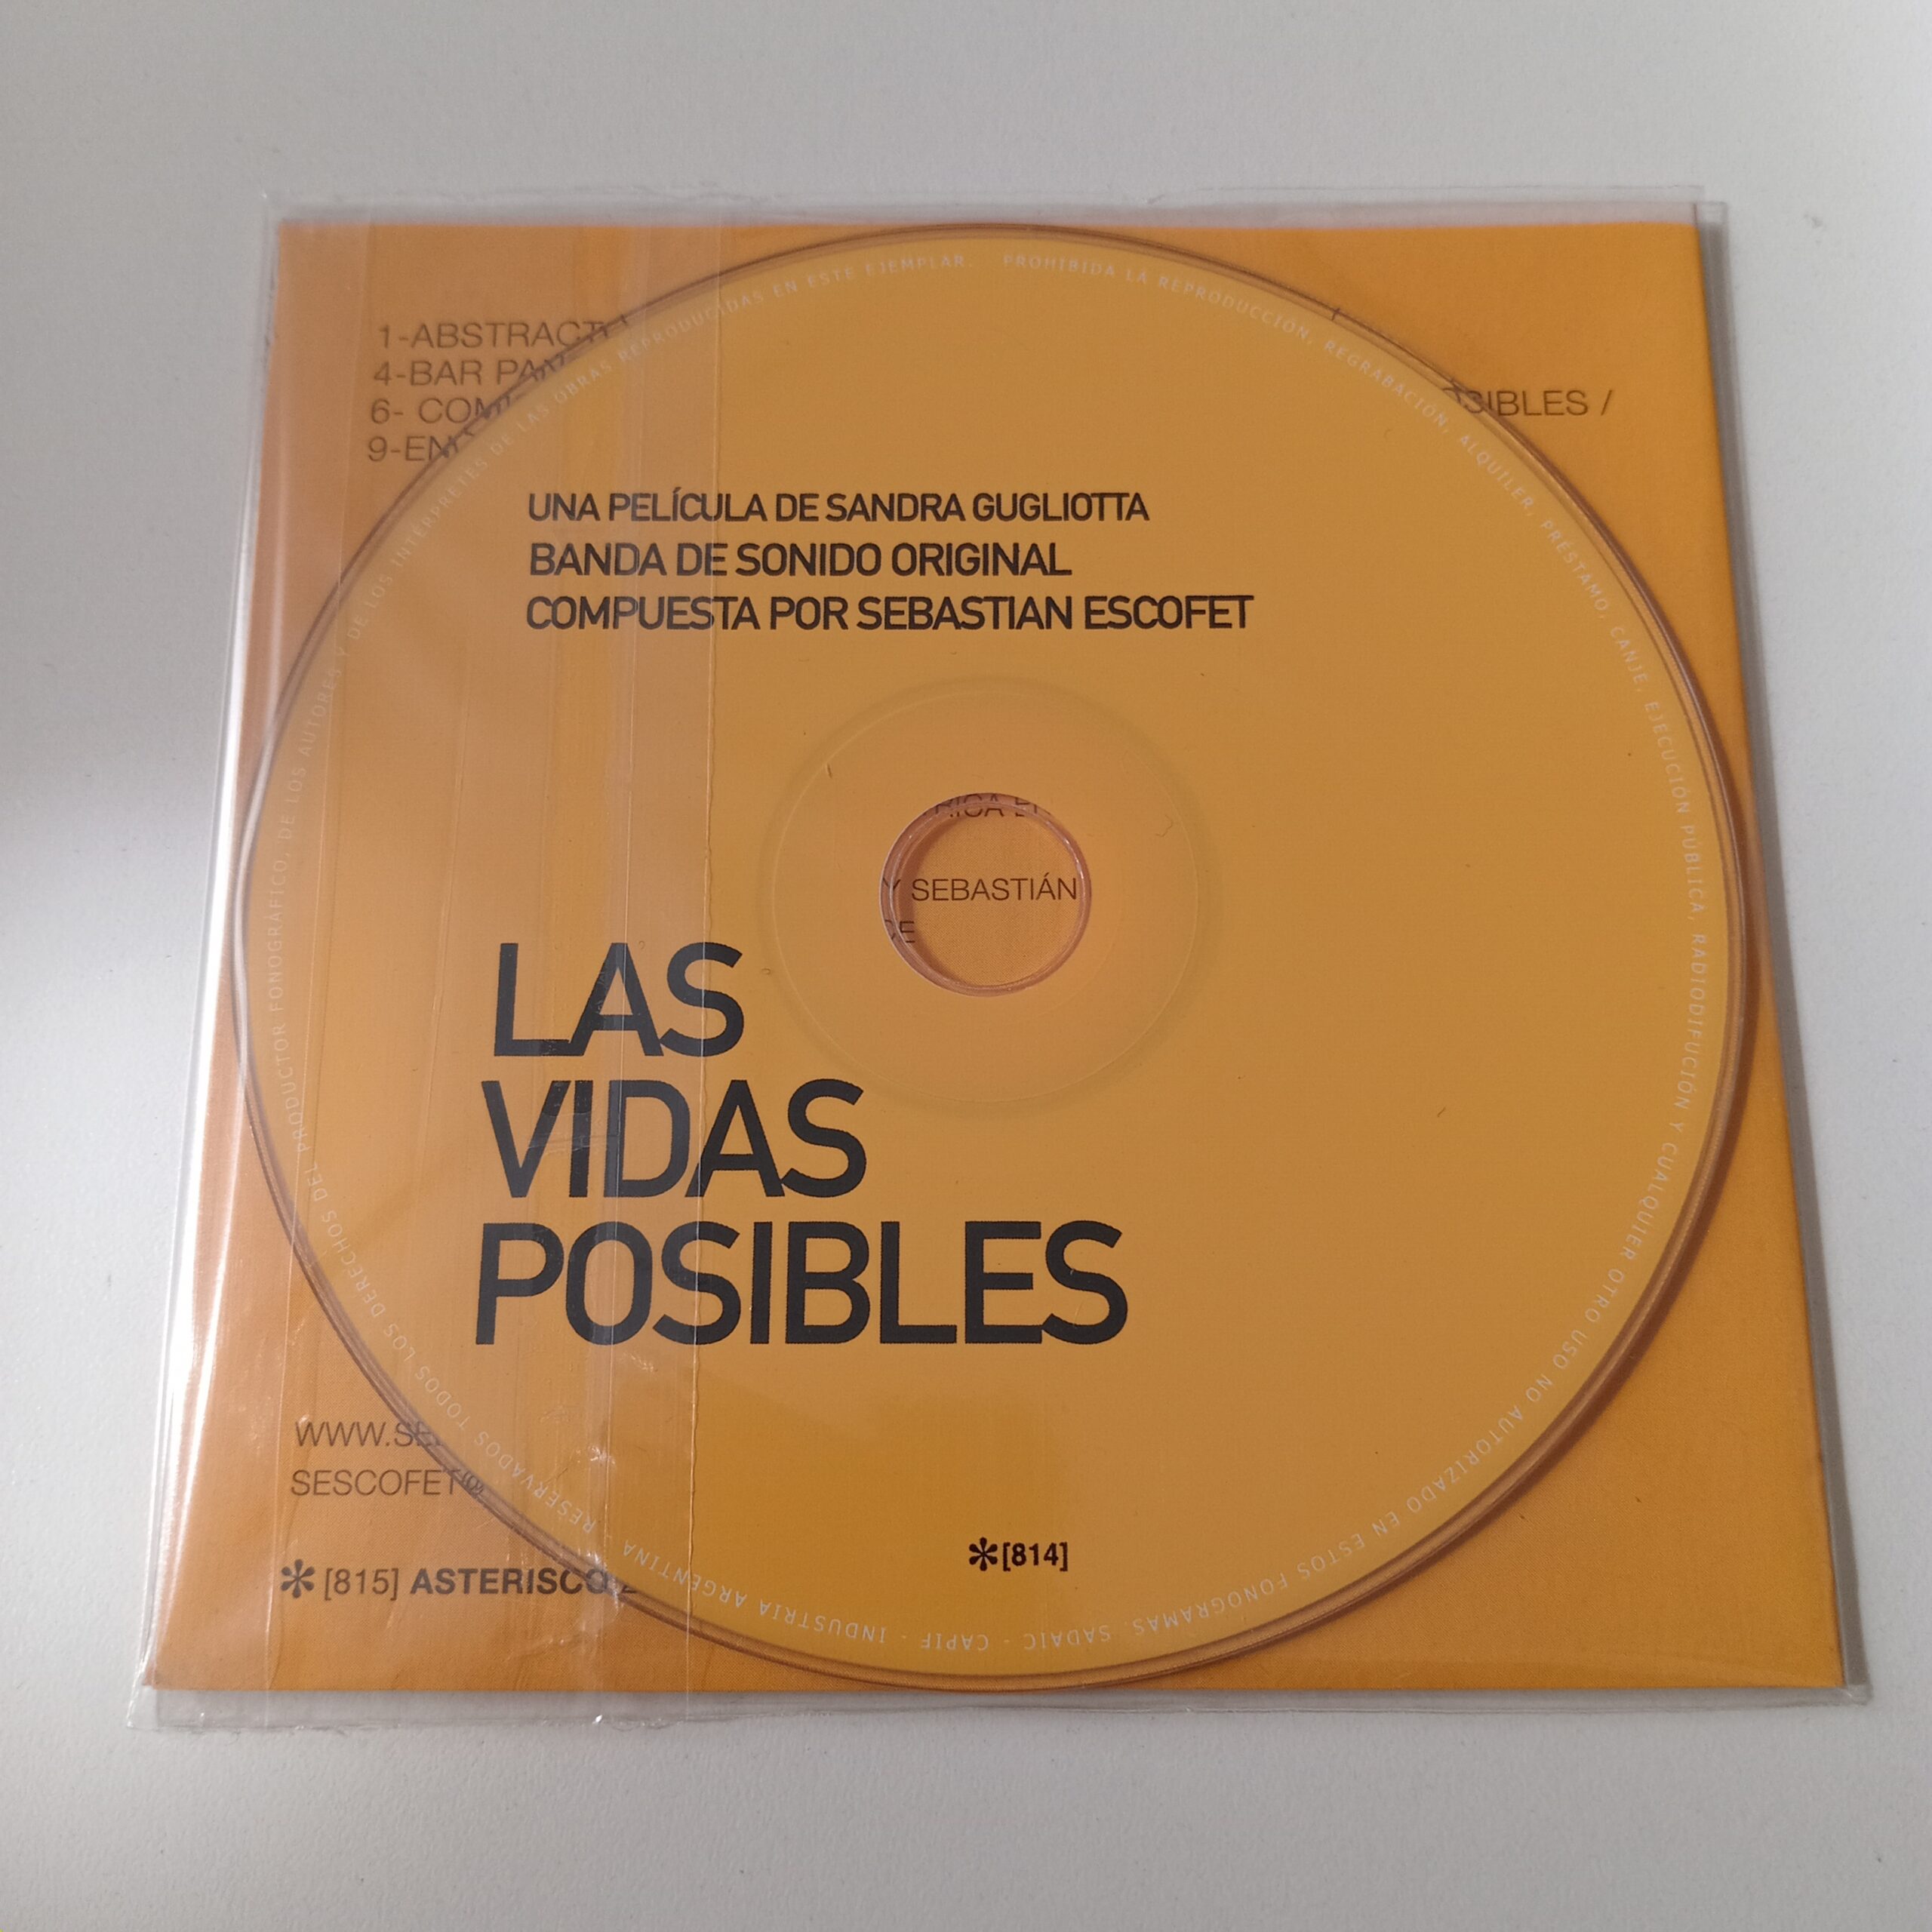 1-ABSTRACT
4-BAR
6-
9-EN
SIBLES /
UNA PELÍCULA DE SANDRA GUGLIOTTA
BANDA DE SONIDO ORIGINAL
COMPUESTA POR SEBASTIAN ESCOFET
Y SEBASTIÁN
LAS
VIDAS
POSIBLES
WWW.SE
SESCOFET@
[815] ASTERISCO
*[814]
RESERVADOS TODOS LOS DERECHOS DEL PRODUCTOR FONOGRÁFICO, DE LOS AUTORES Y DE LOS INTÉRPRETES DE LAS OBRAS REPRODUCIDAS EN ESTE EJEMPLAR. PROHIBIDA LA REPRODUCCIÓN, REGRABACIÓN, ALQUILER, PRÉSTAMO, CANJE, EJECUCIÓN PÚBLICA, RADIODIFUCIÓN Y CUALQUIER OTRO USO NO AUTORIZADO EN ESTOS FONOGRAMAS. SADAIC - CAPIF - INDUSTRIA ARGENTINA -